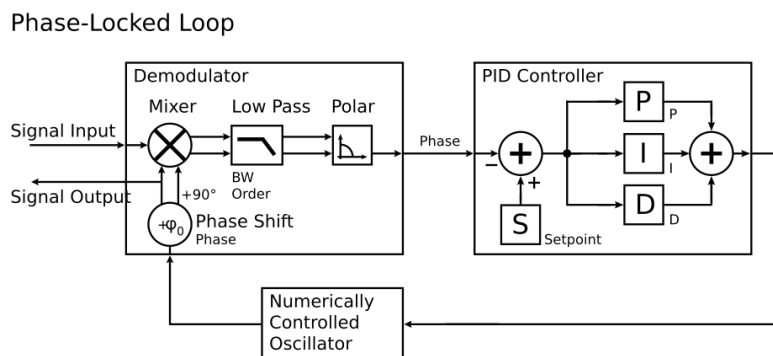 Phase-Locked Loop
Demodulator
PID Controller
Mixer
Low Pass
Polar
P
P
Signal Input
Phase
+
I
I
+
−
BW
Order
+
Signal Output
+90°
D
D
+φ0
Phase Shift
Phase
S
Setpoint
Numerically
Controlled
Oscillator